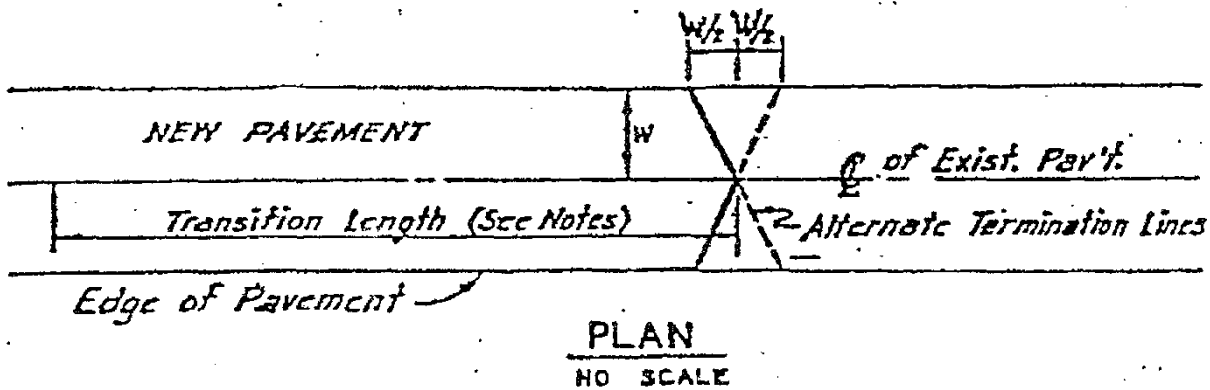 W/2 W/2
NEW PAVEMENT
W
℄ of Exist. Pav't.
Transition Length (See Notes)
Alternate Termination Lines
Edge of Pavement
PLAN
NO SCALE